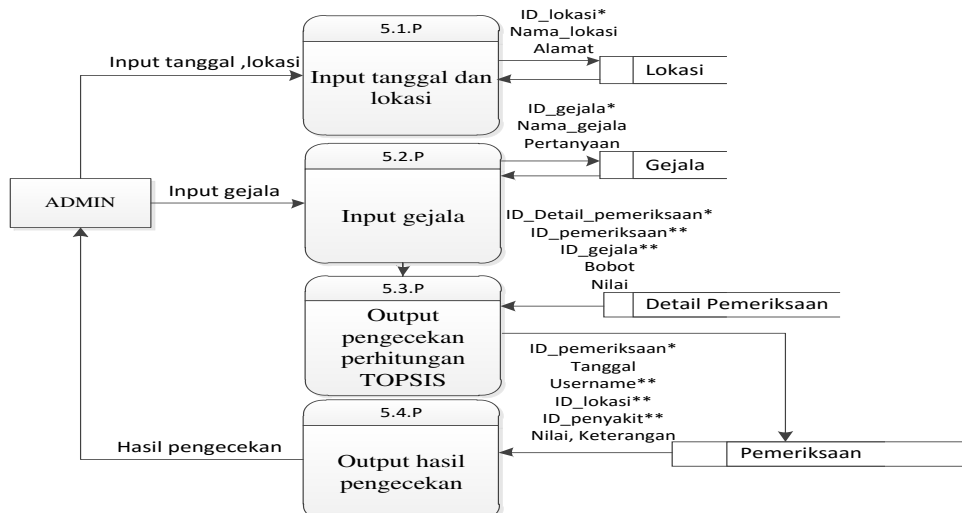 5.1.P
Input tanggal dan
lokasi
Input tanggal ,lokasi
ID_lokasi*
Nama_lokasi
Alamat
Lokasi
ID_gejala*
Nama_gejala
Pertanyaan
5.2.P
Input gejala
Gejala
ADMIN
Input gejala
ID_Detail_pemeriksaan*
ID_pemeriksaan**
ID_gejala**
Bobot
Nilai
5.3.P
Output
pengecekan
perhitungan
TOPSIS
Detail Pemeriksaan
ID_pemeriksaan*
Tanggal
Username**
ID_lokasi**
ID_penyakit**
Nilai, Keterangan
5.4.P
Output hasil
pengecekan
Hasil pengecekan
Pemeriksaan